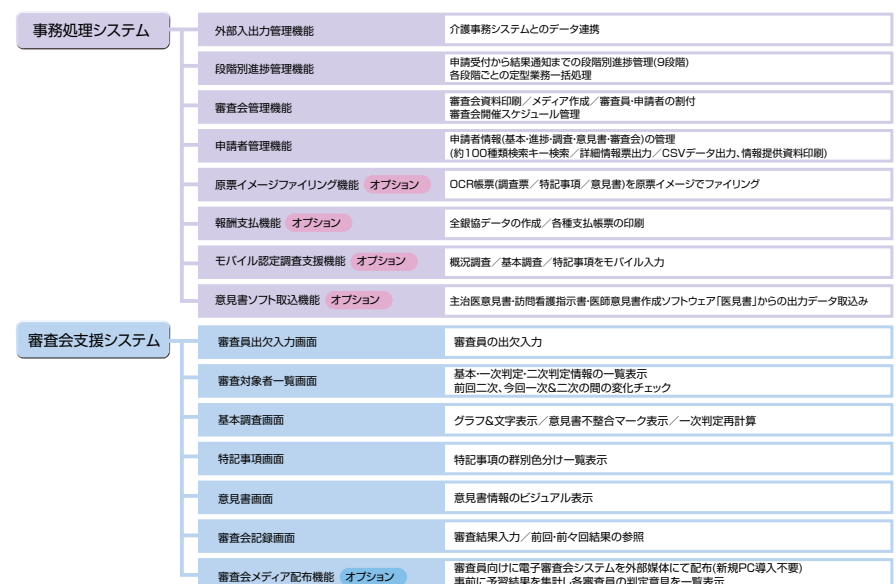 事務処理システム
外部入出力管理機能
介護事務システムとのデータ連携
段階別進捗管理機能
申請受付から結果通知までの段階別進捗管理(9段階)
各段階ごとの定型業務一括処理
審査会管理機能
審査会資料印刷／メディア作成／審査員・申請者の割付
審査会開催スケジュール管理
申請者管理機能
申請者情報(基本・進捗・調査・意見書・審査会)の管理
(約100種類検索キー検索／詳細情報票出力／CSVデータ出力、情報提供資料印刷)
原票イメージファイリング機能 オプション
OCR帳票(調査票／特記事項／意見書)を原票イメージでファイリング
報酬支払機能 オプション
全銀協データの作成／各種支払帳票の印刷
モバイル認定調査支援機能 オプション
概況調査／基本調査／特記事項をモバイル入力
意見書ソフト取込機能 オプション
主治医意見書・訪問看護指示書・医師意見書作成ソフトウェア「医見書」からの出力データ取込み
審査会支援システム
審査員出欠入力画面
審査員の出欠入力
審査対象者一覧画面
基本・一次判定・二次判定情報の一覧表示
前回二次、今回一次&二次の間の変化チェック
基本調査画面
グラフ&文字表示／意見書不整合マーク表示／一次判定再計算
特記事項画面
特記事項の群別色分け一覧表示
意見書画面
意見書情報のビジュアル表示
審査会記録画面
審査結果入力／前回・前々回結果の参照
審査会メディア配布機能 オプション
審査員向けに電子審査会システムを外部媒体にて配布(新規PC導入不要)
事前に予習結果を集計し各審査員の判定意見を一覧表示